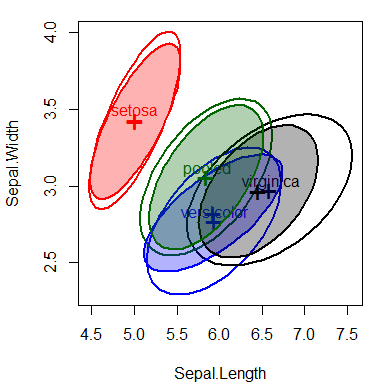 4.0
3.5
3.0
2.5
Sepal.Width
setosa
pooled
virginica
versicolor
4.5 5.0 5.5 6.0 6.5 7.0 7.5
Sepal.Length